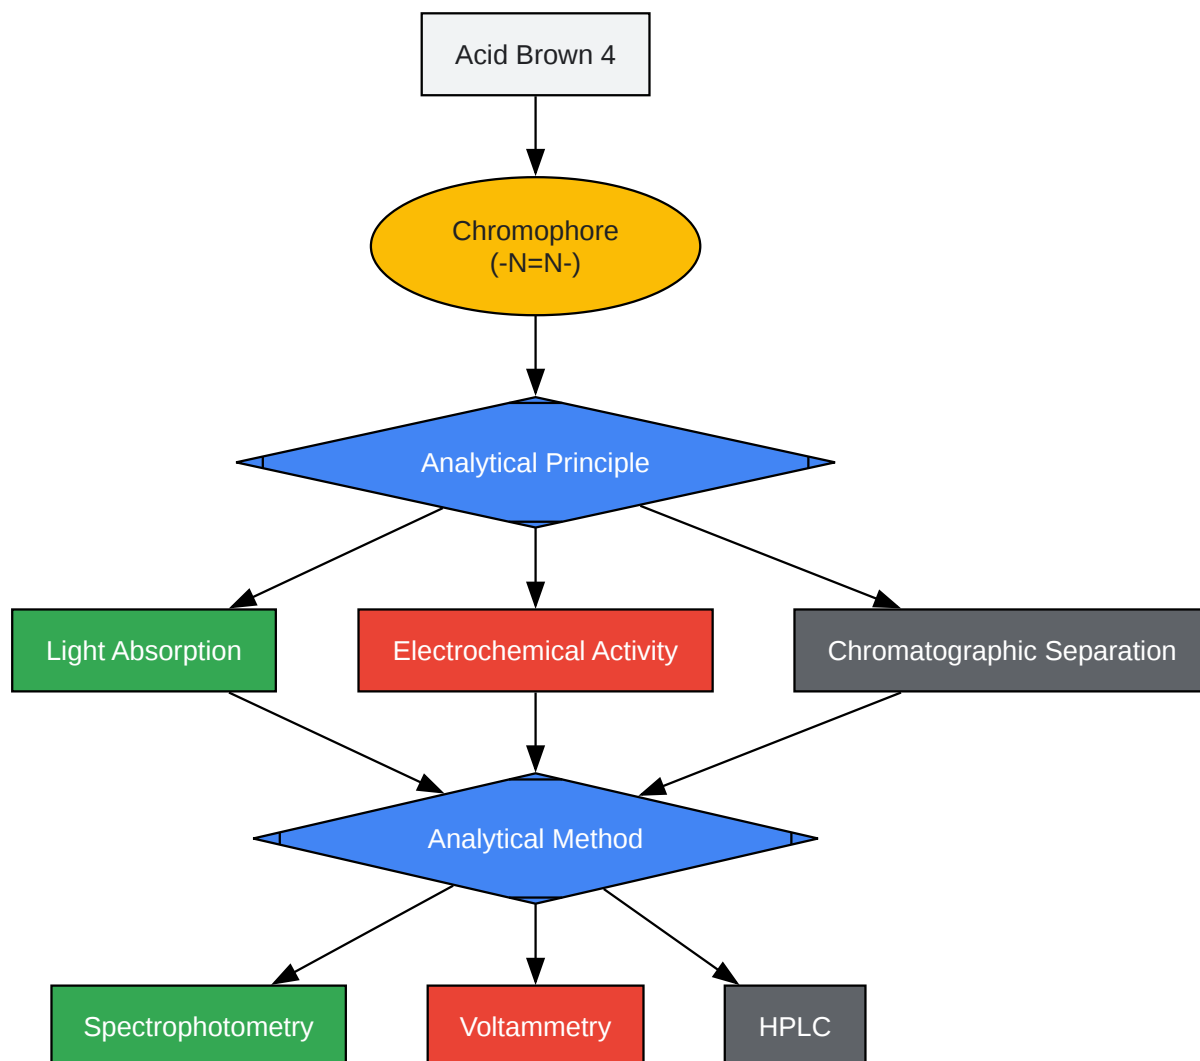 Acid Brown 4
Chromophore
(-N=N-)
Analytical Principle
Light Absorption
Electrochemical Activity
Chromatographic Separation
Analytical Method
Spectrophotometry
Voltammetry
HPLC